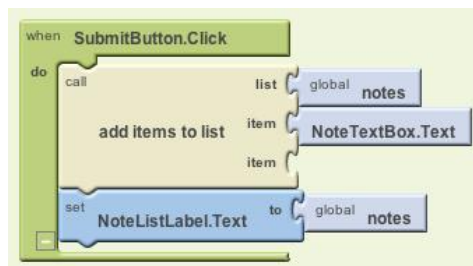 when SubmitButton.Click
do
call add items to list
list global notes
item NoteTextBox.Text
item
set NoteListLabel.Text to global notes